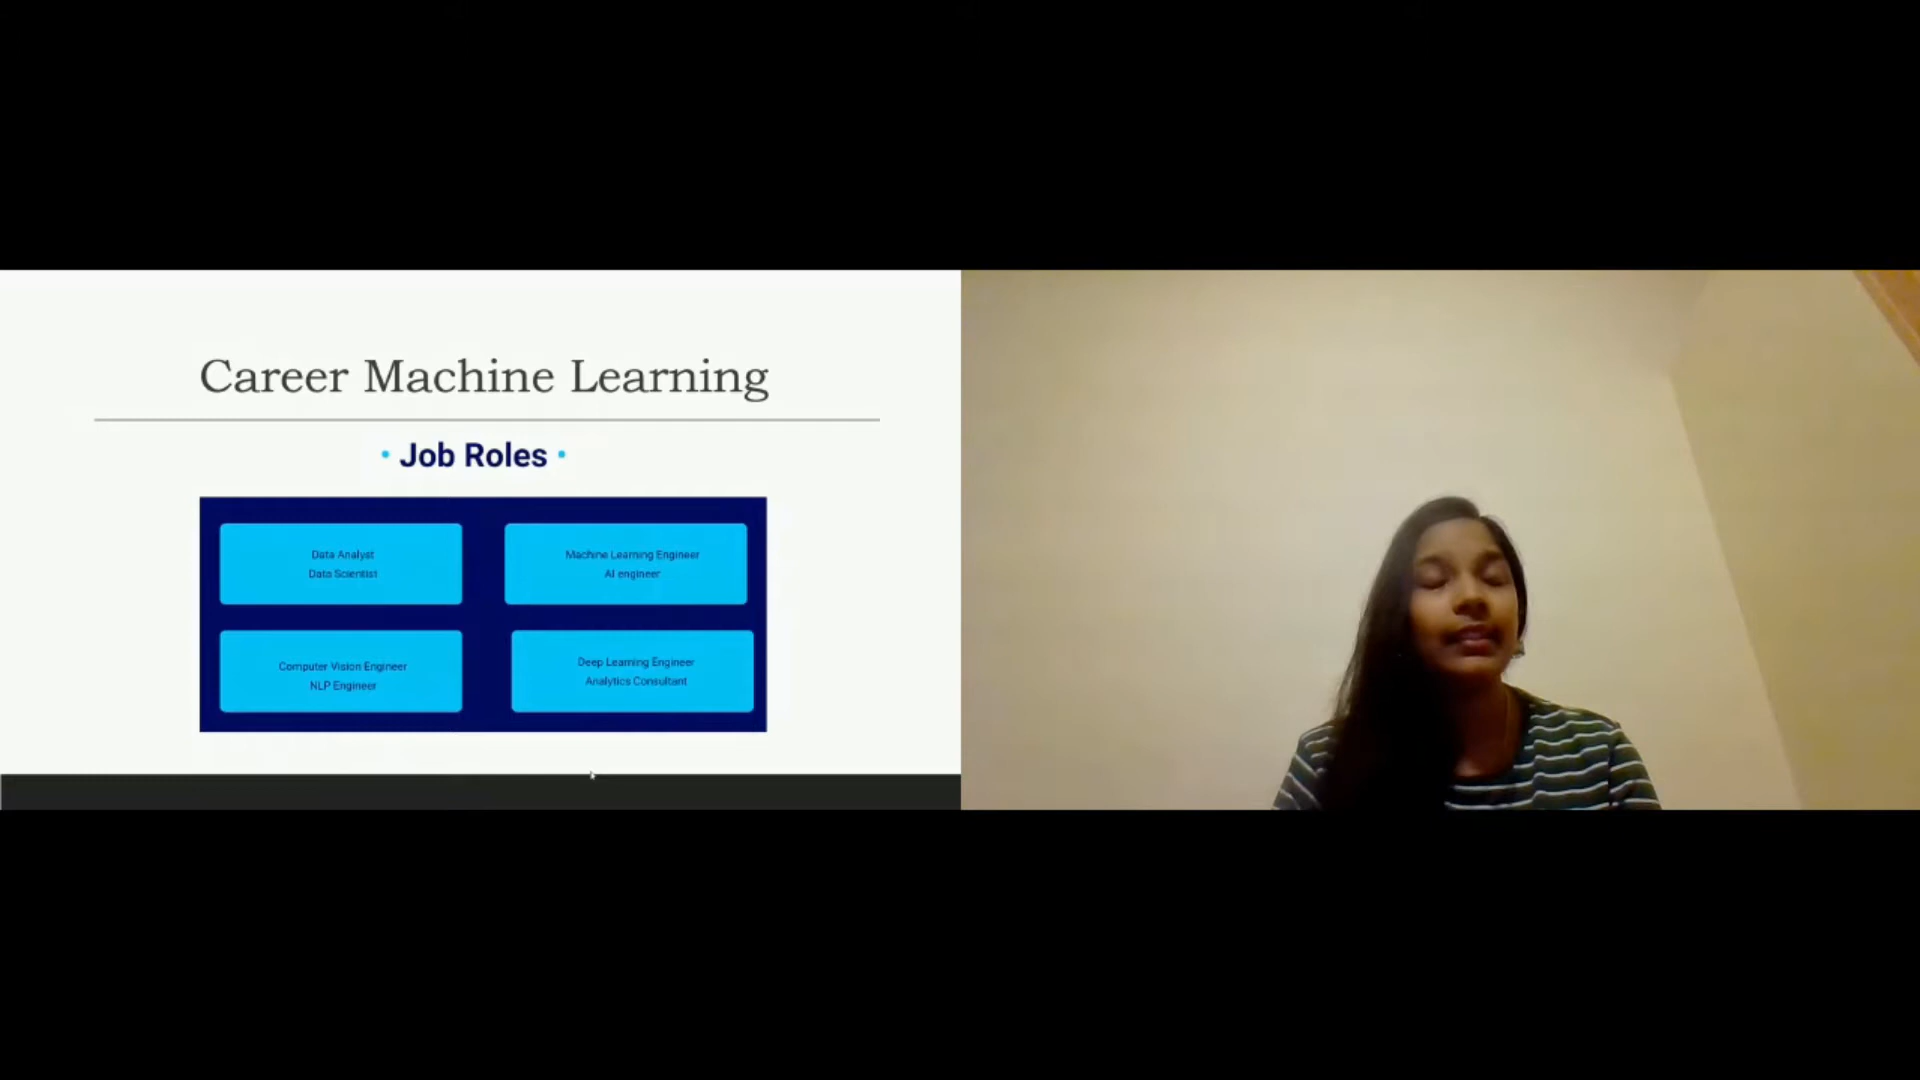 Career Machine Learning
• Job Roles •
Data Analyst
Data Scientist
Machine Learning Engineer
AI engineer
Computer Vision Engineer
NLP Engineer
Deep Learning Engineer
Analytics Consultant